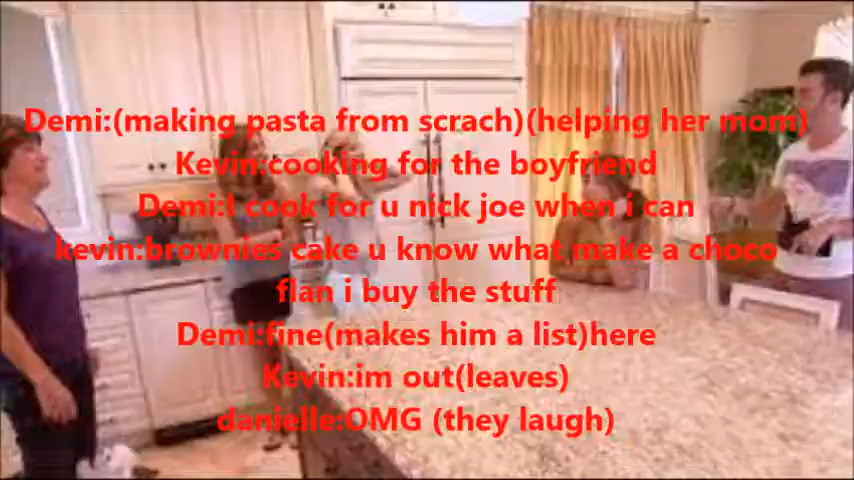 Demi:(making pasta from scrach)(helping her mom)
Kevin:cooking for the boyfriend
Demi:I cook for u nick joe when i can
kevin:brownies cake u know what make a choco
flan i buy the stuff
Demi:fine(makes him a list)here
Kevin:im out(leaves)
danielle:OMG (they laugh)